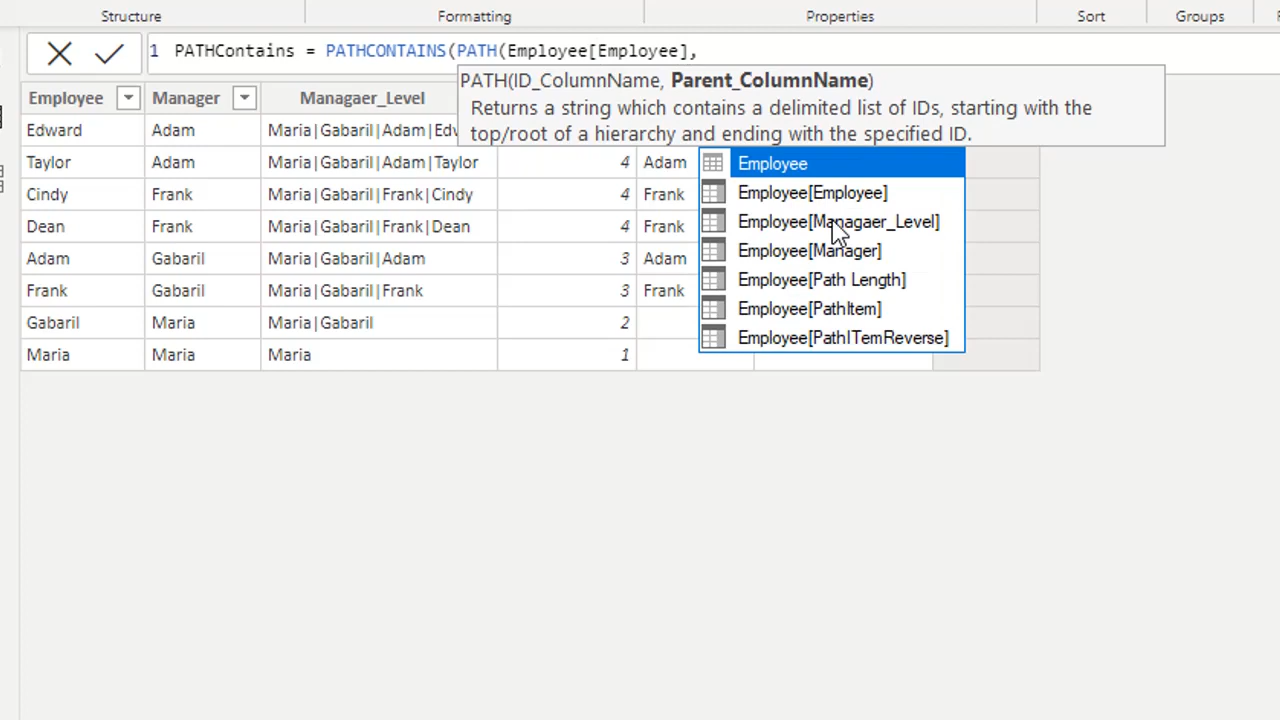 Structure Formatting Properties Sort Groups
1 PATHContains = PATHCONTAINS(PATH(Employee[Employee],
PATH(ID_ColumnName, Parent_ColumnName)
Returns a string which contains a delimited list of IDs, starting with the
top/root of a hierarchy and ending with the specified ID.
Employee Manager Managaer_Level
Edward Adam Maria|Gabaril|Adam|Edw
Taylor Adam Maria|Gabaril|Adam|Taylor 4 Adam
Cindy Frank Maria|Gabaril|Frank|Cindy 4 Frank
Dean Frank Maria|Gabaril|Frank|Dean 4 Frank
Adam Gabaril Maria|Gabaril|Adam 3 Adam
Frank Gabaril Maria|Gabaril|Frank 3 Frank
Gabaril Maria Maria|Gabaril 2
Maria Maria Maria 1
Employee
Employee[Employee]
Employee[Managaer_Level]
Employee[Manager]
Employee[Path Length]
Employee[PathItem]
Employee[PathITemReverse]